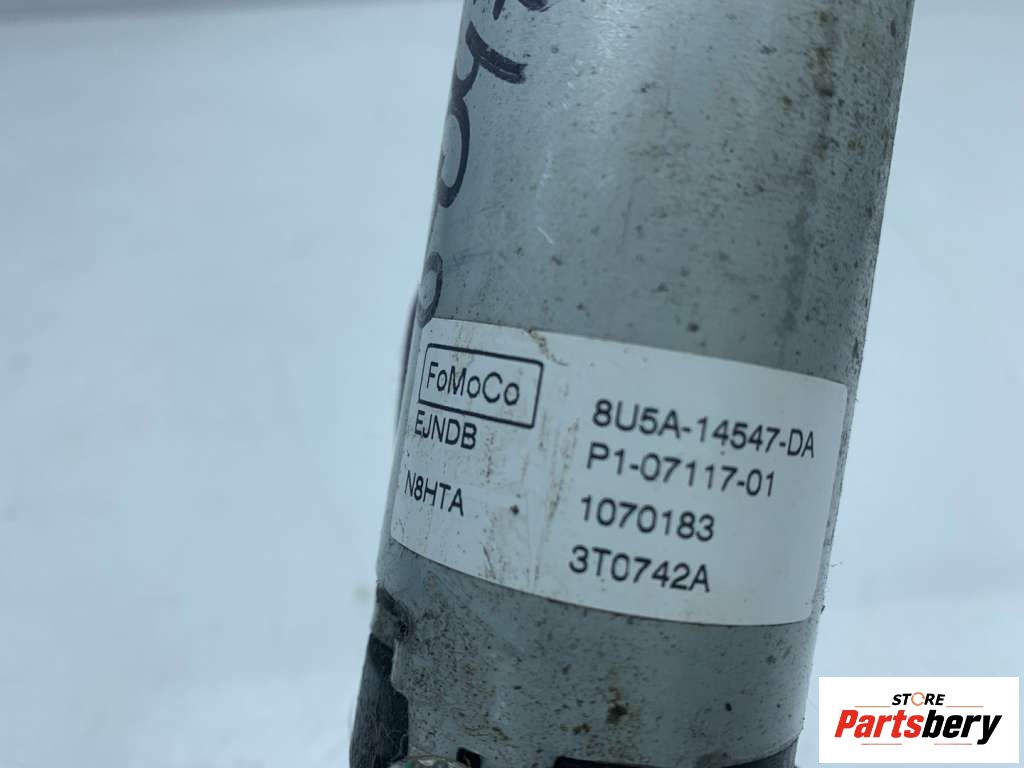 FoMoCo
EJNDB
N8HTA
8U5A-14547-DA
P1-07117-01
1070183
3T0742A
STORE
Partsbery